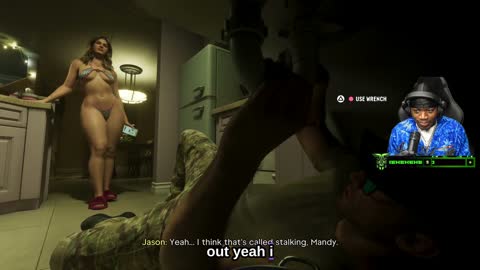 USE WRENCH
Jason: Yeah... I think that's called stalking, Mandy.
out yeah i